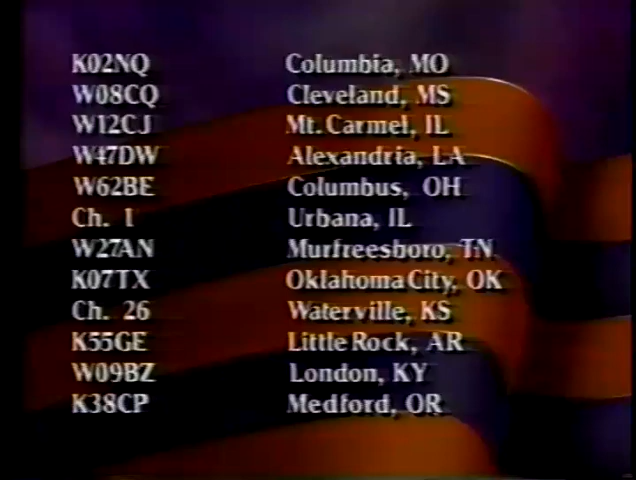 K02NQ Columbia, MO
W08CQ Cleveland, MS
W12CJ Mt. Carmel, IL
W47DW Alexandria, LA
W62BE Columbus, OH
Ch. 1 Urbana, IL
W27AN Murfreesboro, TN
K07TX Oklahoma City, OK
Ch. 26 Waterville, KS
K55GE Little Rock, AR
W09BZ London, KY
K38CP Medford, OR